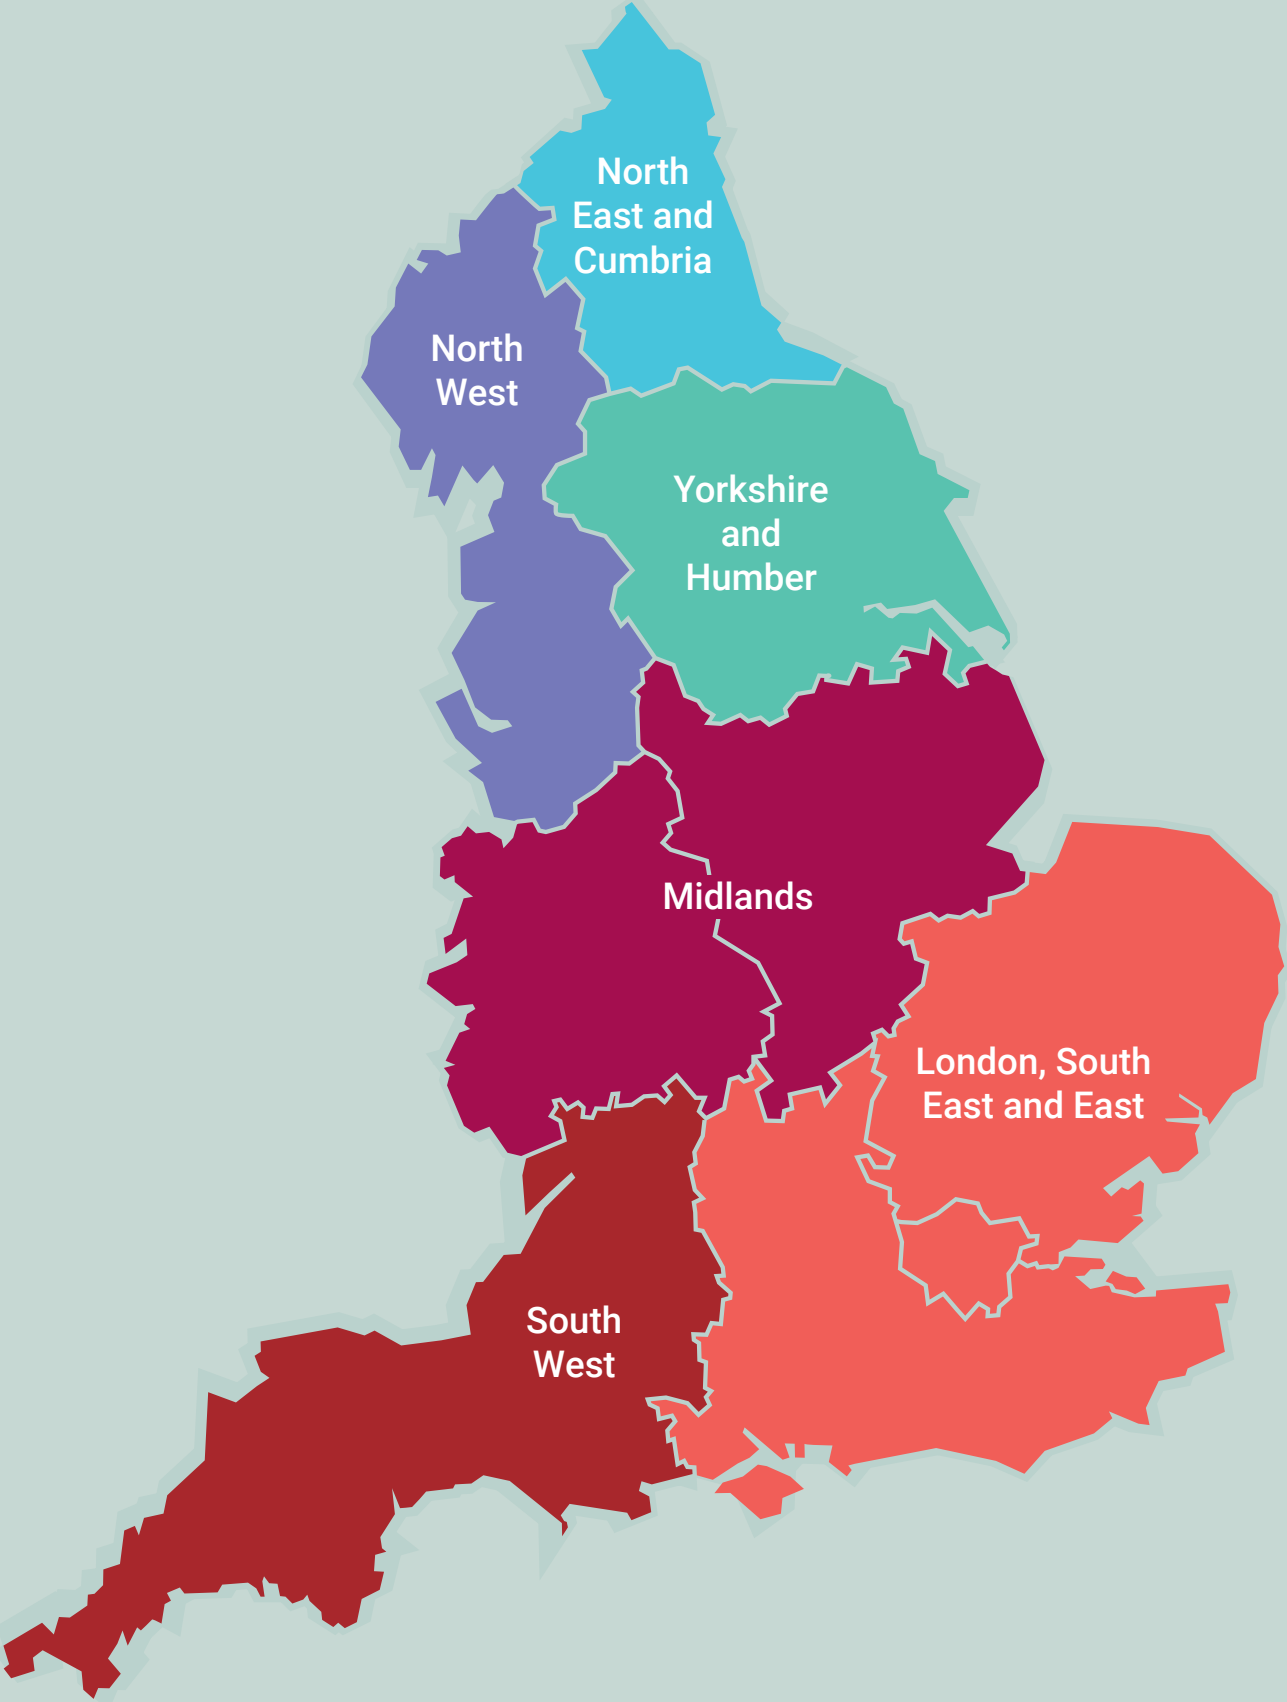 North
East and
Cumbria
North
West
Yorkshire
and
Humber
Midlands
London, South
East and East
South
West